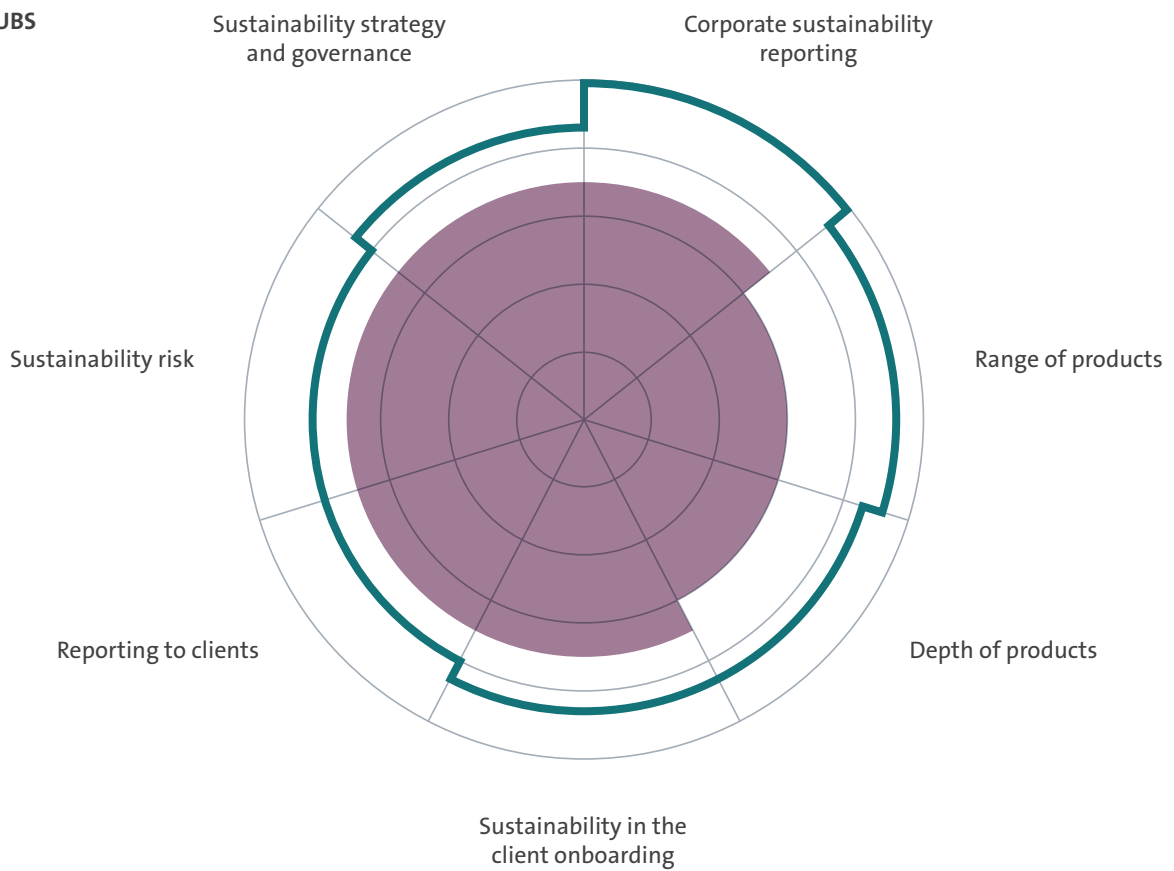 UBS
Sustainability strategy
and governance
Corporate sustainability
reporting
Sustainability risk
Range of products
Reporting to clients
Depth of products
Sustainability in the
client onboarding